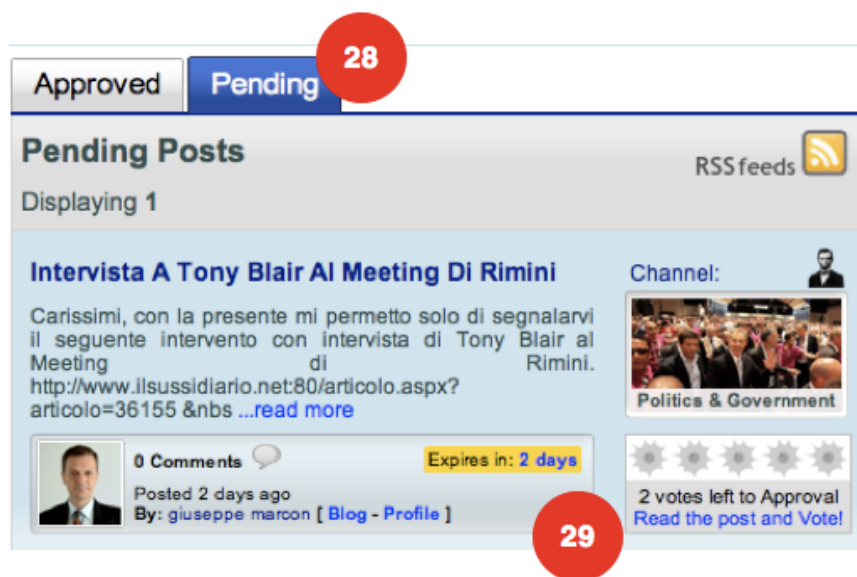 28
Approved Pending
Pending Posts
RSS feeds
Displaying 1
Intervista A Tony Blair Al Meeting Di Rimini
Channel:
Carissimi, con la presente mi permetto solo di segnalarvi
il seguente intervento con intervista di Tony Blair al
Meeting di Rimini.
http://www.ilsussidiario.net:80/articolo.aspx?
articolo=36155 &nbs ...read more
Politics & Government
0 Comments
Expires in: 2 days
Posted 2 days ago
By: giuseppe marcon [ Blog - Profile ]
2 votes left to Approval
Read the post and Vote!
29